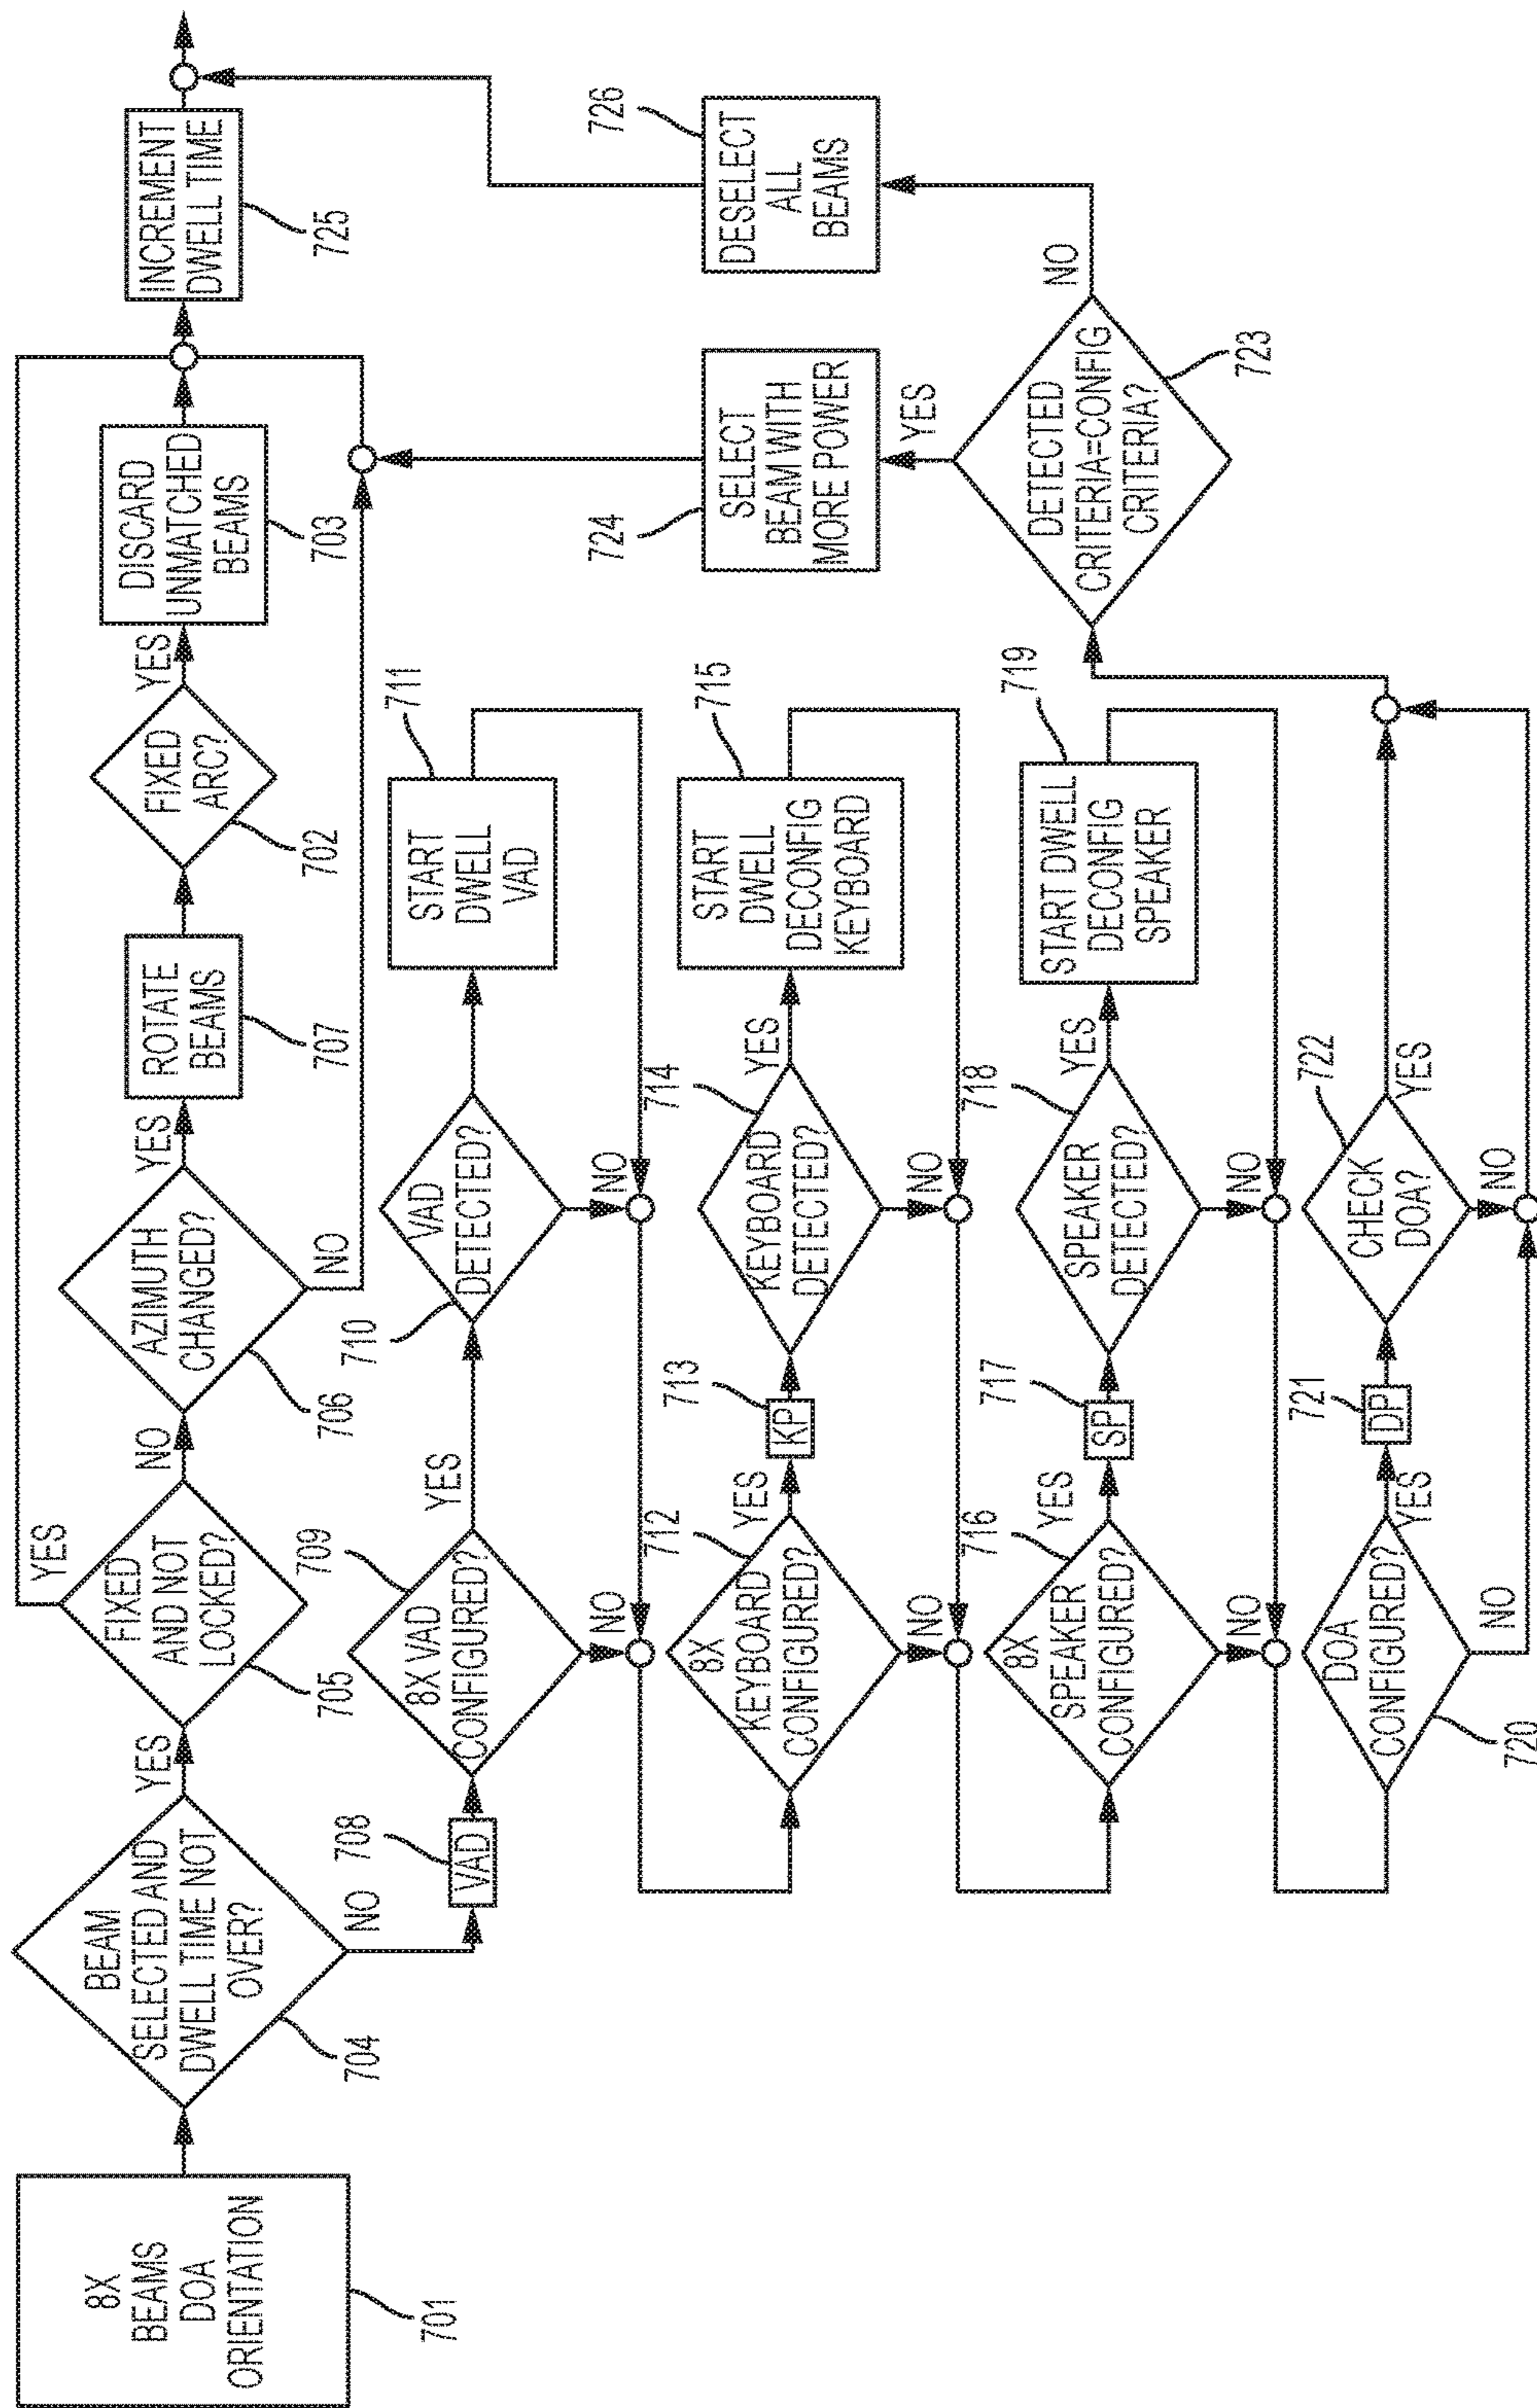 8X
BEAMS
DOA
ORIENTATION
701
BEAM
SELECTED AND
DWELL TIME NOT
OVER?
704
YES
NO
FIXED
AND NOT
LOCKED?
705
YES
NO
AZIMUTH
CHANGED?
706
YES
NO
ROTATE
BEAMS
707
FIXED
ARC?
702
YES
DISCARD
UNMATCHED
BEAMS
703
INCREMENT
DWELL TIME
725
708
VAD
709
8X VAD
CONFIGURED?
YES
NO
710
VAD
DETECTED?
NO
START
DWELL
VAD
711
712
8X
KEYBOARD
CONFIGURED?
YES
NO
713
KP
714
KEYBOARD
DETECTED?
YES
NO
START
DWELL
DECONFIG
KEYBOARD
715
716
8X
SPEAKER
CONFIGURED?
YES
NO
717
SP
718
SPEAKER
DETECTED?
YES
NO
START DWELL
DECONFIG
SPEAKER
719
DOA
CONFIGURED?
720
YES
NO
721
DP
722
CHECK
DOA?
YES
NO
DETECTED
CRITERIA=CONFIG
CRITERIA?
723
YES
NO
724
SELECT
BEAM WITH
MORE POWER
726
DESELECT
ALL
BEAMS